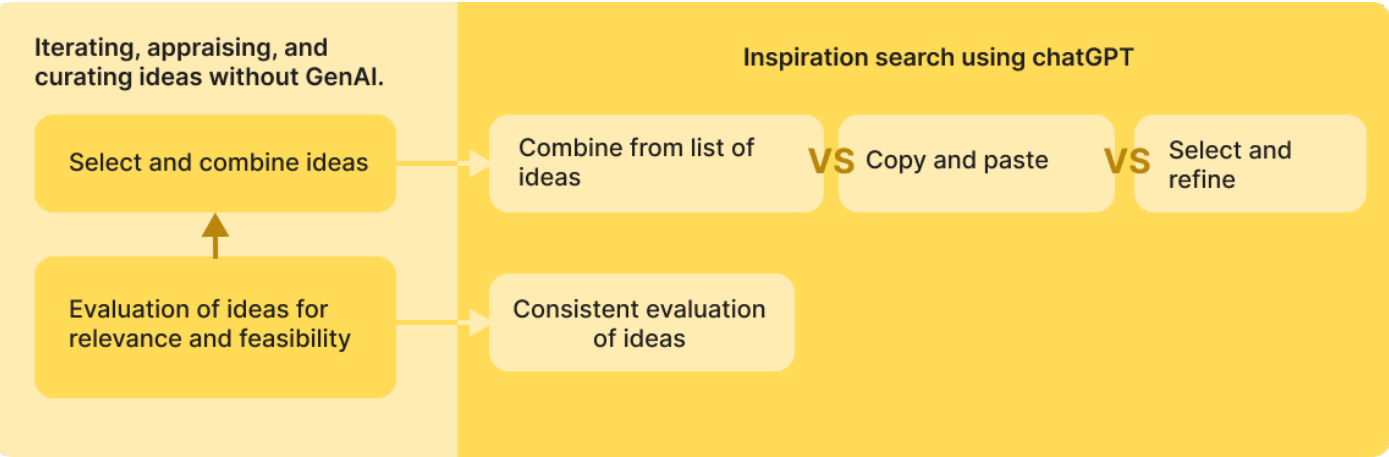 Iterating, appraising, and
curating ideas without GenAI.
Inspiration search using chatGPT
Select and combine ideas
Combine from list of
ideas
VS
Copy and paste
VS
Select and
refine
Evaluation of ideas for
relevance and feasibility
Consistent evaluation
of ideas